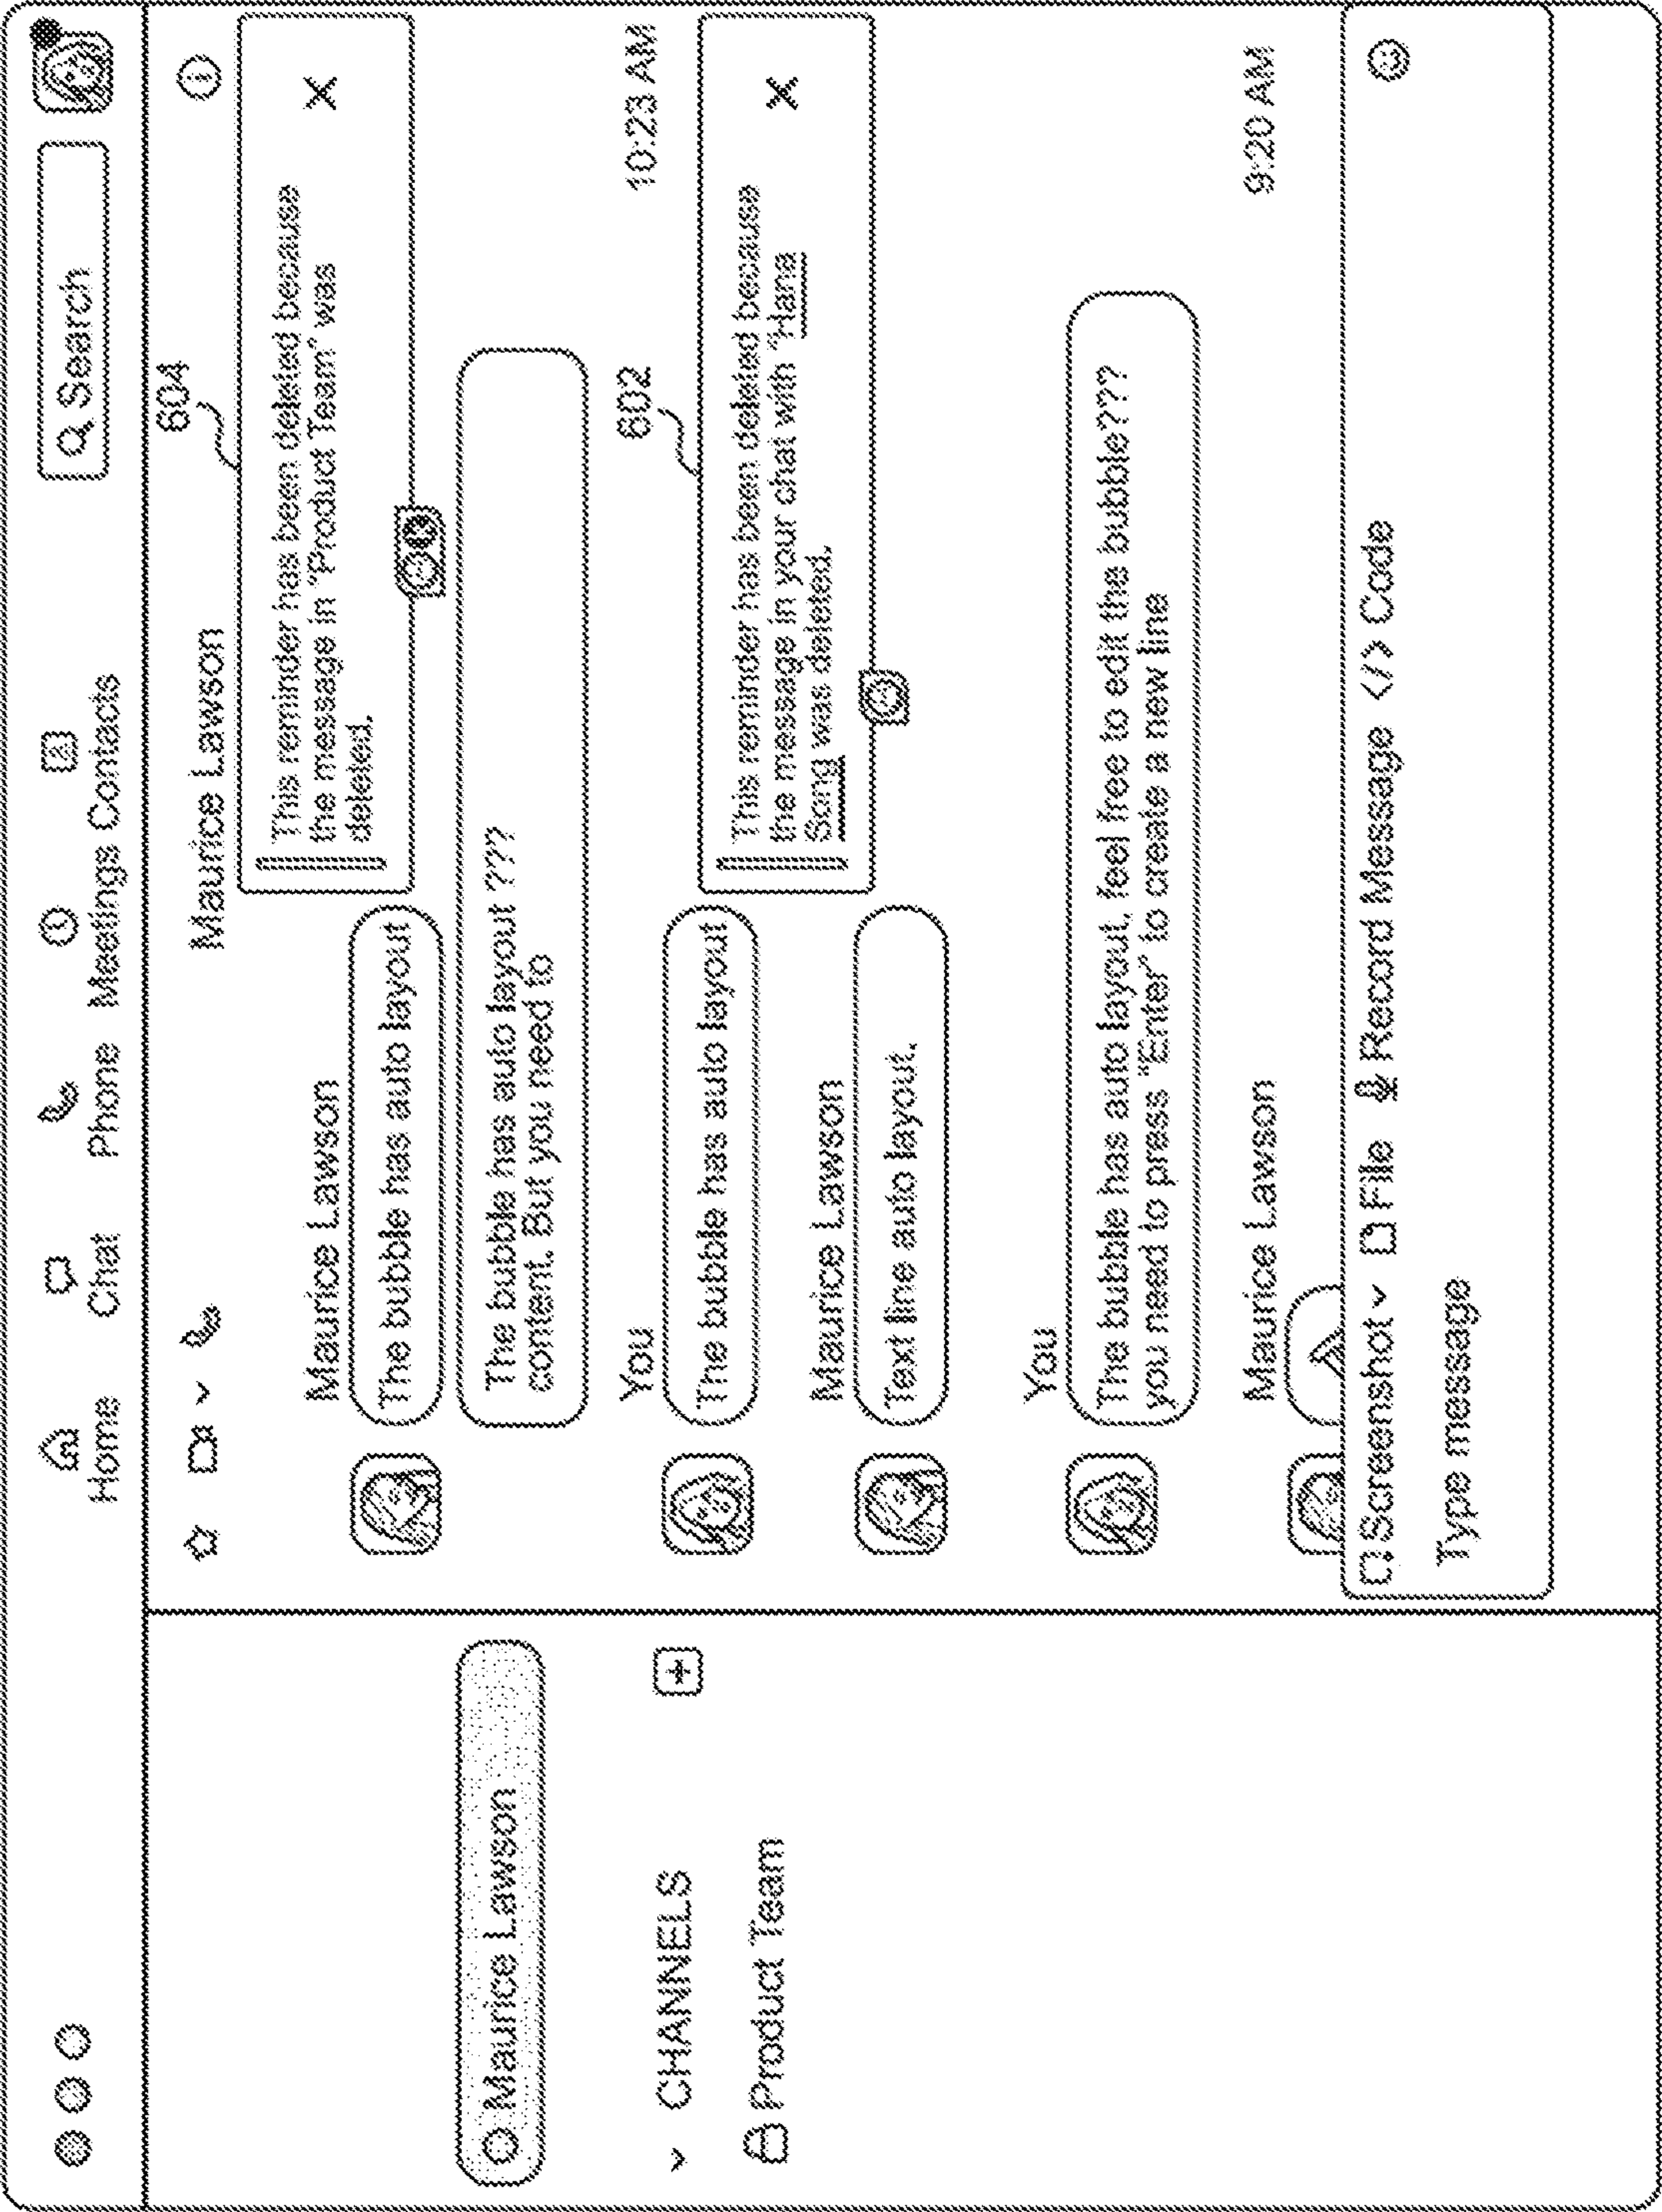 Home
Chat
Phone
Meetings
Contacts
Search
Maurice Lawson
604
This reminder has been deleted because
the message in "Product Team" was
deleted.
Maurice Lawson
The bubble has auto layout
Maurice Lawson
The bubble has auto layout ???
content. But you need to
You
10:23 AM
602
CHANNELS
The bubble has auto layout
This reminder has been deleted because
the message in your chat with "Hana
Song was deleted.
Product Team
Maurice Lawson
Text line auto layout.
You
The bubble has auto layout, feel free to edit the bubble???
you need to press "Enter" to create a new line
Maurice Lawson
9:20 AM
Screenshot
File
Record Message
</> Code
Type message